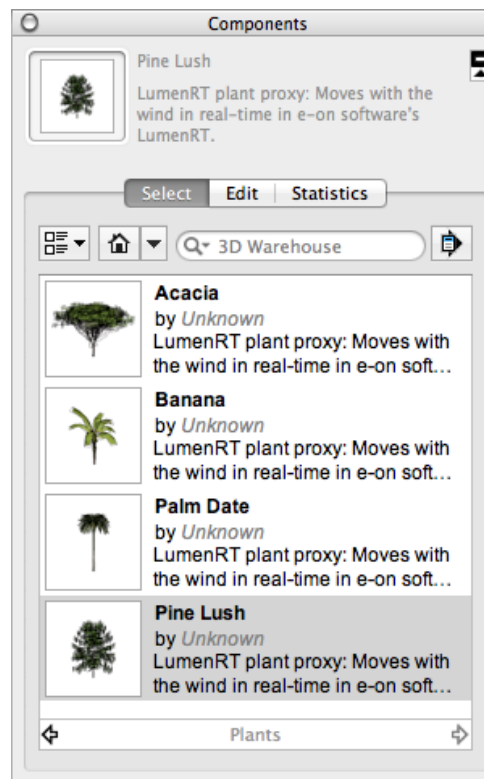 Components
Pine Lush
LumenRT plant proxy: Moves with the
wind in real-time in e-on software's
LumenRT.
Select Edit Statistics
3D Warehouse
Acacia
by Unknown
LumenRT plant proxy: Moves with
the wind in real-time in e-on soft...
Banana
by Unknown
LumenRT plant proxy: Moves with
the wind in real-time in e-on soft...
Palm Date
by Unknown
LumenRT plant proxy: Moves with
the wind in real-time in e-on soft...
Pine Lush
by Unknown
LumenRT plant proxy: Moves with
the wind in real-time in e-on soft...
Plants